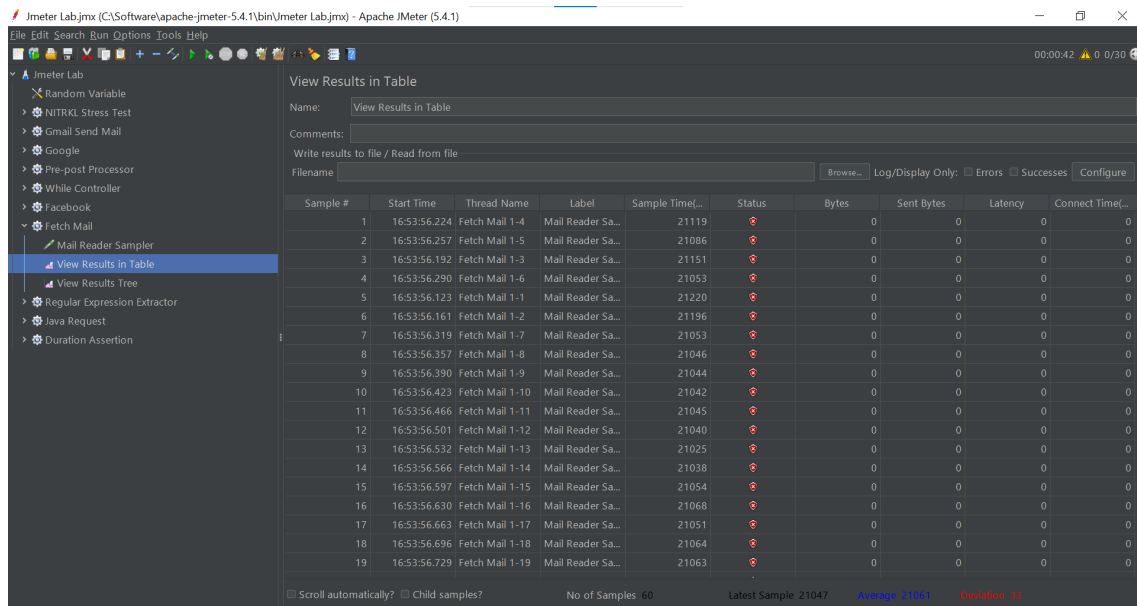 Jmeter Lab.jmx (C:\Software\apache-jmeter-5.4.1\bin\Jmeter Lab.jmx) - Apache JMeter (5.4.1)
File Edit Search Run Options Tools Help
00:00:42 0 0/30
Jmeter Lab
Random Variable
NITRKL Stress Test
Gmail Send Mail
Google
Pre-post Processor
While Controller
Facebook
Fetch Mail
Mail Reader Sampler
View Results in Table
View Results Tree
Regular Expression Extractor
Java Request
Duration Assertion
View Results in Table
Name: View Results in Table
Comments:
Write results to file / Read from file
Filename Browse... Log/Display Only: Errors Successes Configure
Sample # Start Time Thread Name Label Sample Time(... Status Bytes Sent Bytes Latency Connect Time(...
1 16:53:56.224 Fetch Mail 1-4 Mail Reader Sa... 21119 0 0 0 0
2 16:53:56.257 Fetch Mail 1-5 Mail Reader Sa... 21086 0 0 0 0
3 16:53:56.192 Fetch Mail 1-3 Mail Reader Sa... 21151 0 0 0 0
4 16:53:56.290 Fetch Mail 1-6 Mail Reader Sa... 21053 0 0 0 0
5 16:53:56.123 Fetch Mail 1-1 Mail Reader Sa... 21220 0 0 0 0
6 16:53:56.161 Fetch Mail 1-2 Mail Reader Sa... 21196 0 0 0 0
7 16:53:56.319 Fetch Mail 1-7 Mail Reader Sa... 21053 0 0 0 0
8 16:53:56.357 Fetch Mail 1-8 Mail Reader Sa... 21046 0 0 0 0
9 16:53:56.390 Fetch Mail 1-9 Mail Reader Sa... 21044 0 0 0 0
10 16:53:56.423 Fetch Mail 1-10 Mail Reader Sa... 21042 0 0 0 0
11 16:53:56.466 Fetch Mail 1-11 Mail Reader Sa... 21045 0 0 0 0
12 16:53:56.501 Fetch Mail 1-12 Mail Reader Sa... 21040 0 0 0 0
13 16:53:56.532 Fetch Mail 1-13 Mail Reader Sa... 21025 0 0 0 0
14 16:53:56.566 Fetch Mail 1-14 Mail Reader Sa... 21038 0 0 0 0
15 16:53:56.597 Fetch Mail 1-15 Mail Reader Sa... 21054 0 0 0 0
16 16:53:56.630 Fetch Mail 1-16 Mail Reader Sa... 21068 0 0 0 0
17 16:53:56.663 Fetch Mail 1-17 Mail Reader Sa... 21051 0 0 0 0
18 16:53:56.696 Fetch Mail 1-18 Mail Reader Sa... 21064 0 0 0 0
19 16:53:56.729 Fetch Mail 1-19 Mail Reader Sa... 21063 0 0 0 0
Scroll automatically? Child samples? No of Samples 60 Latest Sample 21047 Average 21061 Deviation 33